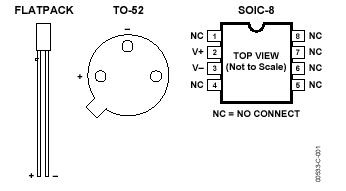 FLATPACK
TO-52
SOIC-8
NC 1 8 NC
V+ 2 TOP VIEW 7 NC
V– 3 (Not to Scale) 6 NC
NC 4 5 NC
NC = NO CONNECT
–
+
+ –
00533-C-001